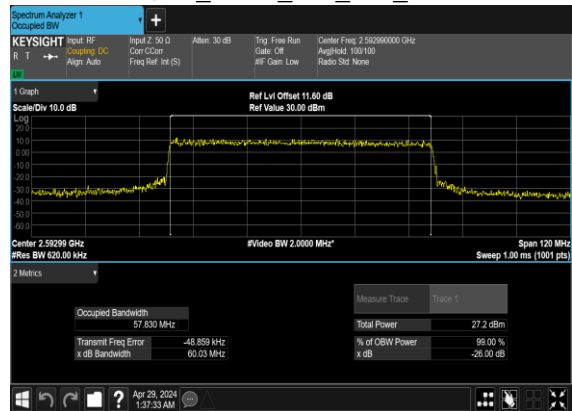 Spectrum Analyzer 1
Occupied BW
+
KEYSIGHT Input: RF Input Z: 50 Ω Atten: 30 dB Trig: Free Run Center Freq: 2.592990000 GHz
R T Coupling: DC Corr CCorr Gate: Off Avg|Hold: 100/100
Align: Auto Freq Ref: Int (S) #IF Gain: Low Radio Std: None
1 Graph
Ref Lvl Offset 11.60 dB
Scale/Div 10.0 dB Ref Value 30.00 dBm
Log
20.0
10.0
0.00
-10.0
-20.0
-30.0
-40.0
-50.0
-60.0
Center 2.59299 GHz #Video BW 2.0000 MHz* Span 120 MHz
#Res BW 620.00 kHz Sweep 1.00 ms (1001 pts)
2 Metrics
Measure Trace Trace 1
Occupied Bandwidth
57.830 MHz Total Power 27.2 dBm
Transmit Freq Error -48.859 kHz % of OBW Power 99.00 %
x dB Bandwidth 60.03 MHz x dB -26.00 dB
? Apr 29, 2024
1:37:33 AM